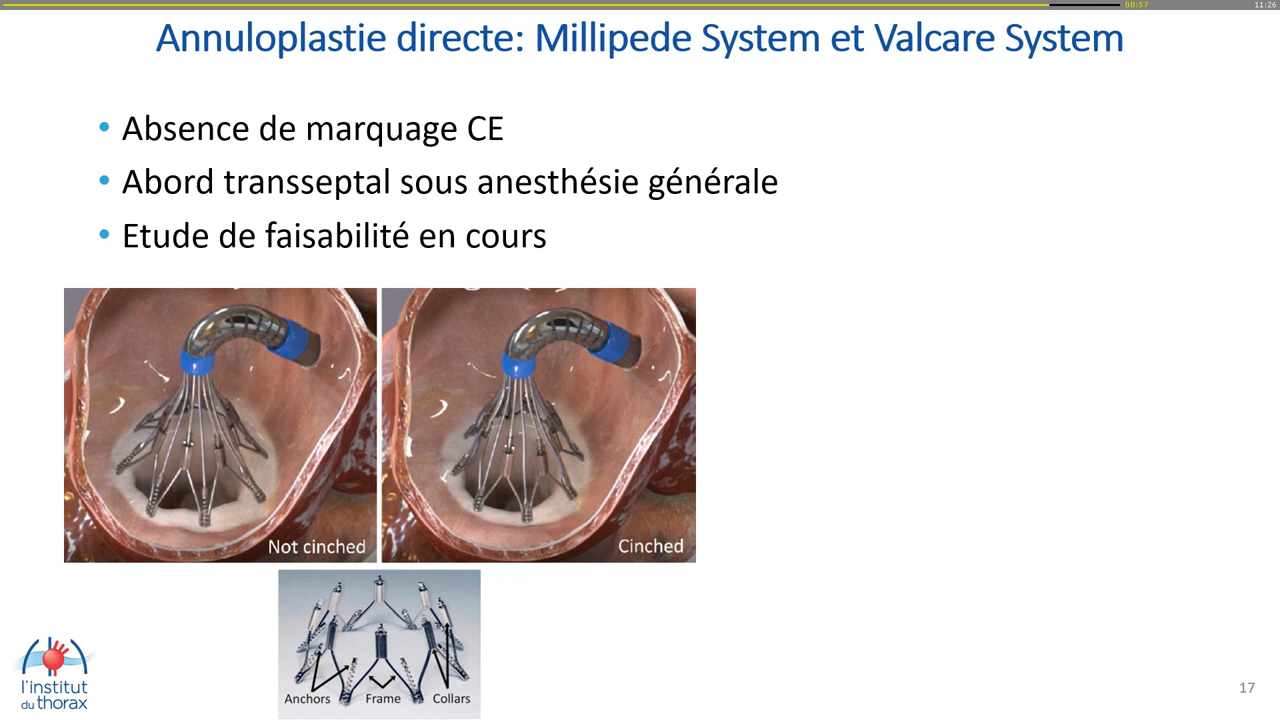 00:57
11:26
Annuloplastie directe: Millipede System et Valcare System
• Absence de marquage CE
• Abord transseptal sous anesthésie générale
• Etude de faisabilité en cours
Not cinched
Cinched
Anchors
Frame
Collars
l'institut
du thorax
17